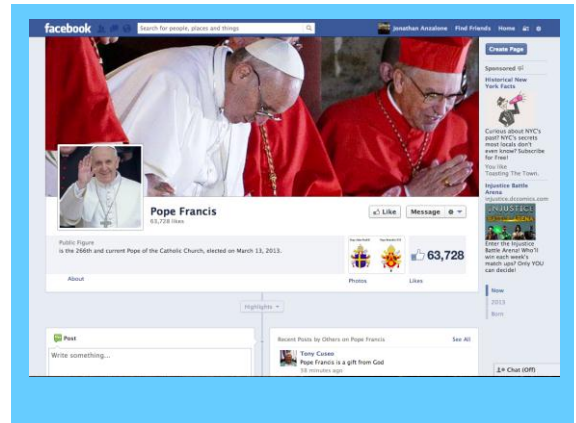 facebook
Search for people, places and things
Jonathan Anzalone Find Friends Home
Create Page
Sponsored
Historical New
York Facts
Curious about NYC's
past? NYC's secrets
most locals don't
even know? Subscribe
for Free!
You like
Toasting The Town.
Injustice Battle
Arena
injustice.dccomics.com
INJUSTICE
Enter the Injustice
Battle Arena! Who'll
win each week's
match ups? Only YOU
can decide!
Pope Francis
63,728 likes
Like Message
Public Figure
is the 266th and current Pope of the Catholic Church, elected on March 13, 2013.
About
63,728
Photos Likes
Highlights
Now
2013
Born
Post
Write something...
Recent Posts by Others on Pope Francis See All
Tony Cuseo
Pope Francis is a gift from God
Chat (Off)